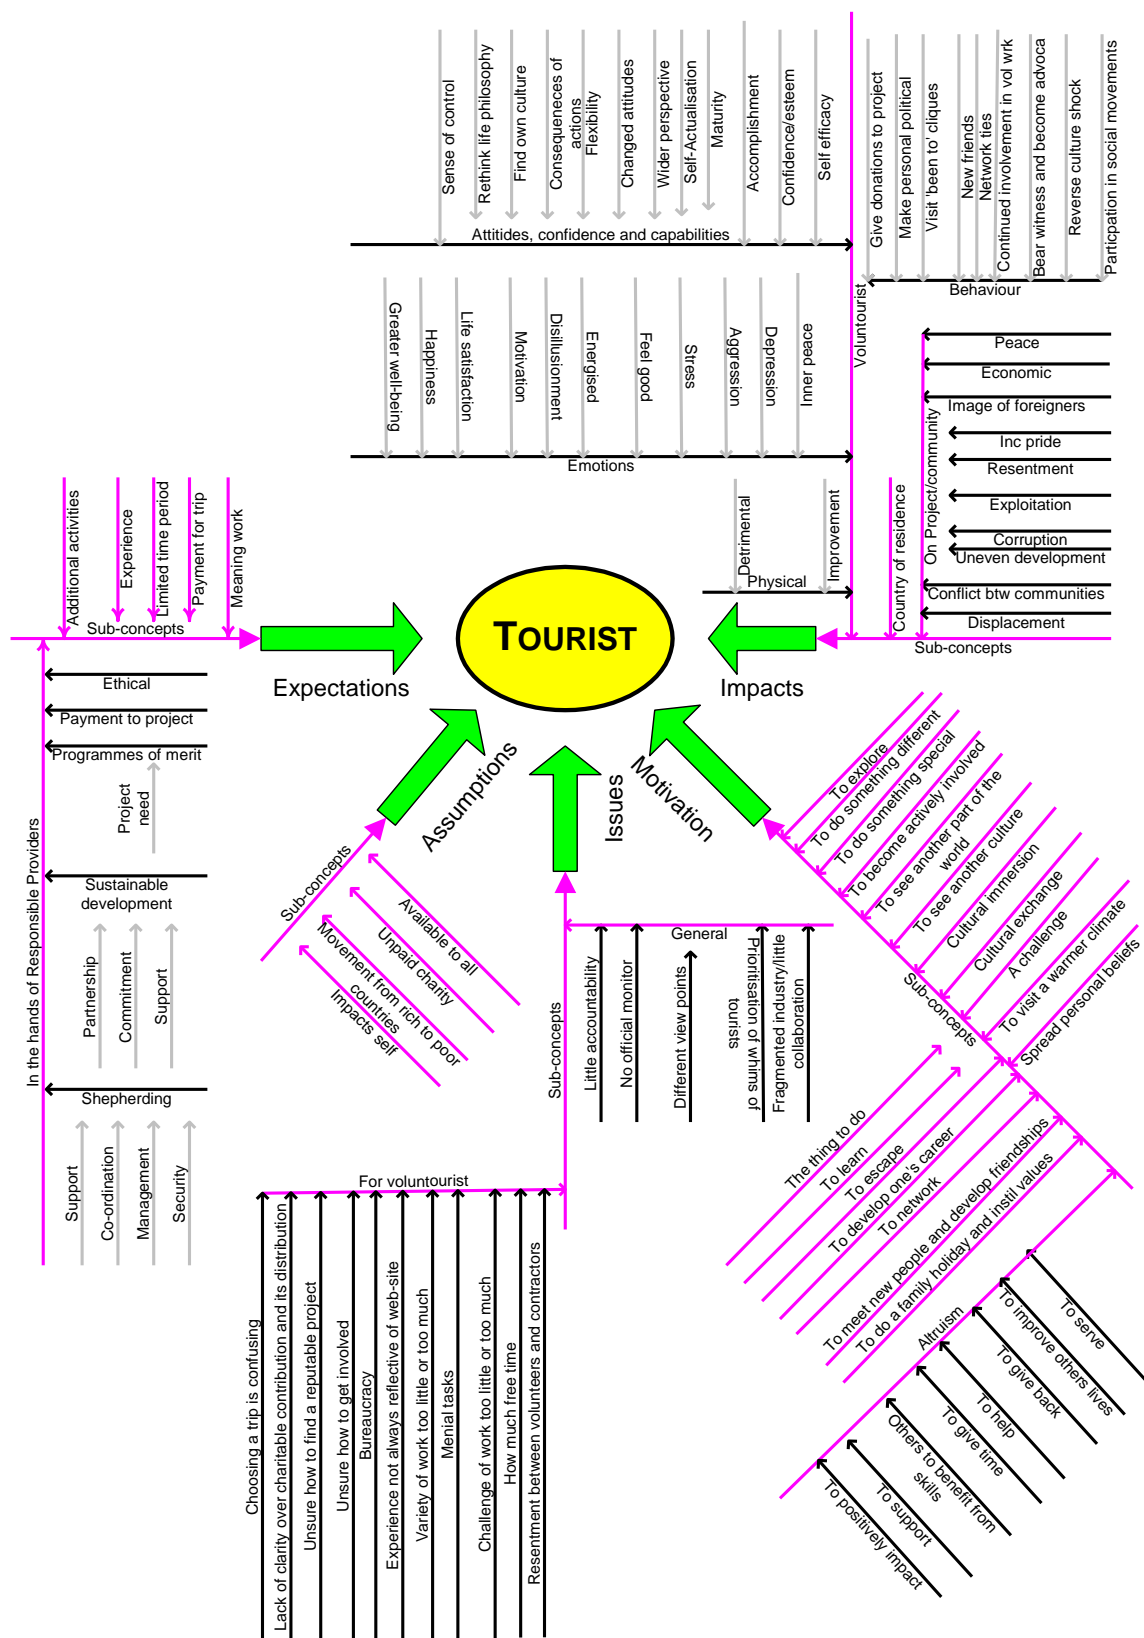 Sense of control
Rethink life philosophy
Find own culture
Consequeneces of
actions
Flexibility
Changed attitudes
Wider perspective
Self-Actualisation
Maturity
Accomplishment
Confidence/esteem
Self efficacy
Attitides, confidence and capabilities
Give donations to project
Make personal political
Visit 'been to' cliques
New friends
Network ties
Continued involvement in vol wrk
Bear witness and become advoca
Reverse culture shock
Particpation in social movements
Behaviour
Voluntourist
Greater well-being
Happiness
Life satisfaction
Motivation
Disillusionment
Energised
Feel good
Stress
Aggression
Depression
Inner peace
Emotions
Peace
Economic
Image of foreigners
Inc pride
Resentment
Exploitation
Corruption
Uneven development
Conflict btw communities
Displacement
On Project/community
Country of residence
Sub-concepts
Detrimental
Improvement
Physical
Additional activities
Experience
Limited time period
Payment for trip
Meaning work
Sub-concepts
TOURIST
Expectations
Impacts
Assumptions
Issues
Motivation
In the hands of Responsible Providers
Ethical
Payment to project
Programmes of merit
Project
need
Sustainable
development
Partnership
Commitment
Support
Shepherding
Support
Co-ordination
Management
Security
Sub-concepts
Available to all
Unpaid charity
Movement from rich to poor
countries
Impacts self
Sub-concepts
General
Little accountability
No official monitor
Different view points
Prioritisation of whims of
tourists
Fragmented industry/little
collaboration
For voluntourist
Choosing a trip is confusing
Lack of clarity over charitable contribution and its distribution
Unsure how to find a reputable project
Unsure how to get involved
Bureaucracy
Experience not always reflective of web-site
Variety of work too little or too much
Menial tasks
Challenge of work too little or too much
How much free time
Resentment between volunteers and contractors
To explore
To do something different
To do something special
To become actively involved
To see another part of the
world
To see another culture
Cultural immersion
Cultural exchange
A challenge
To visit a warmer climate
Spread personal beliefs
Sub-concepts
The thing to do
To learn
To escape
To develop one's career
To network
To meet new people and develop friendships
To do a family holiday and instil values
Altruism
To serve
To improve others lives
To give back
To help
To give time
Others to benefit from
skills
To support
To positively impact